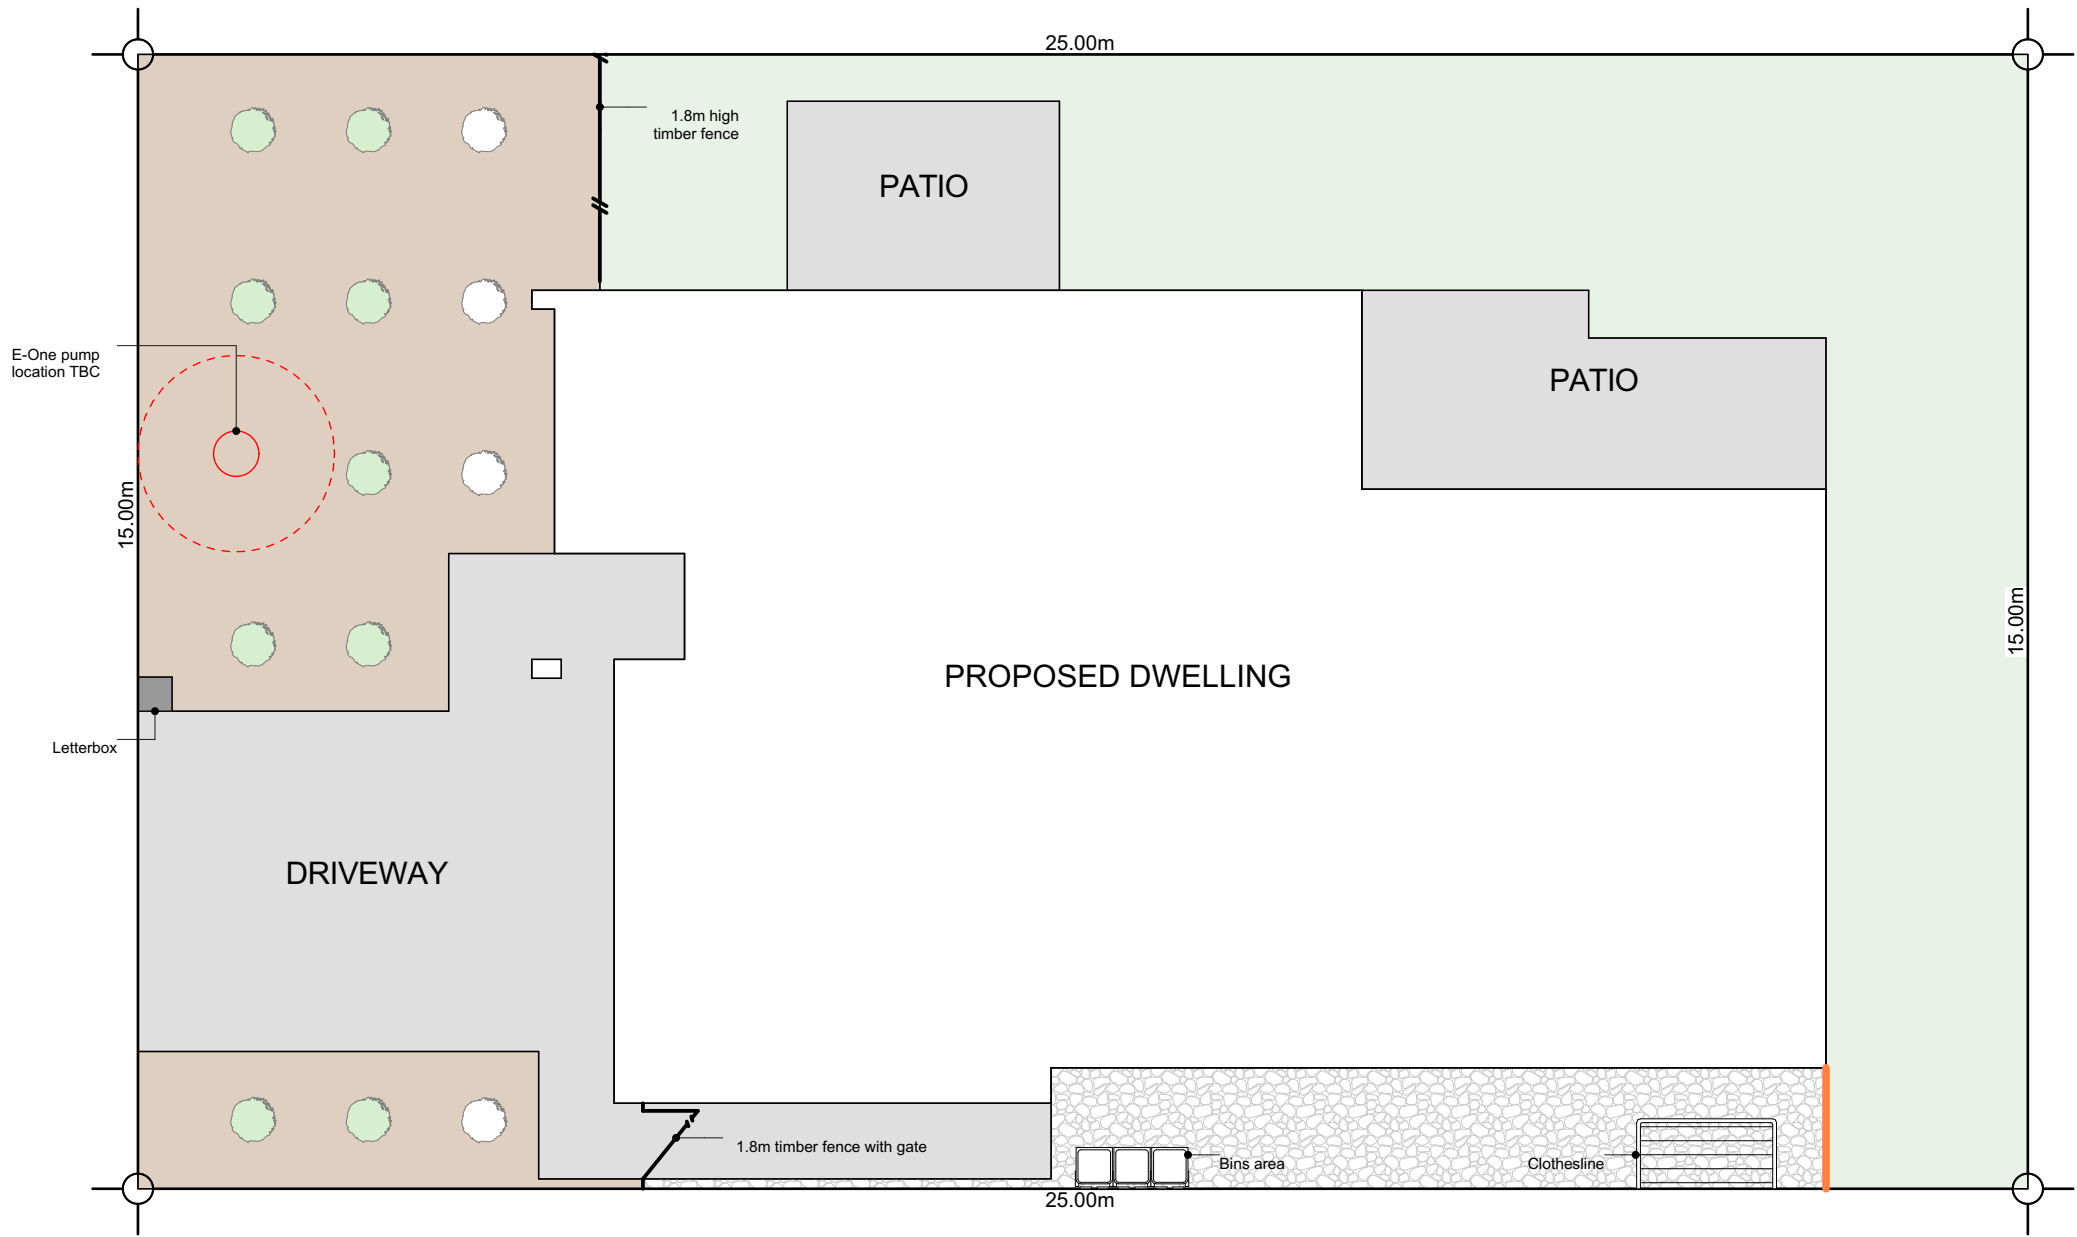 25.00m
1.8m high
timber fence
PATIO
E-One pump
location TBC
PATIO
15.00m
15.00m
PROPOSED DWELLING
Letterbox
DRIVEWAY
1.8m timber fence with gate
Bins area
Clothesline
25.00m